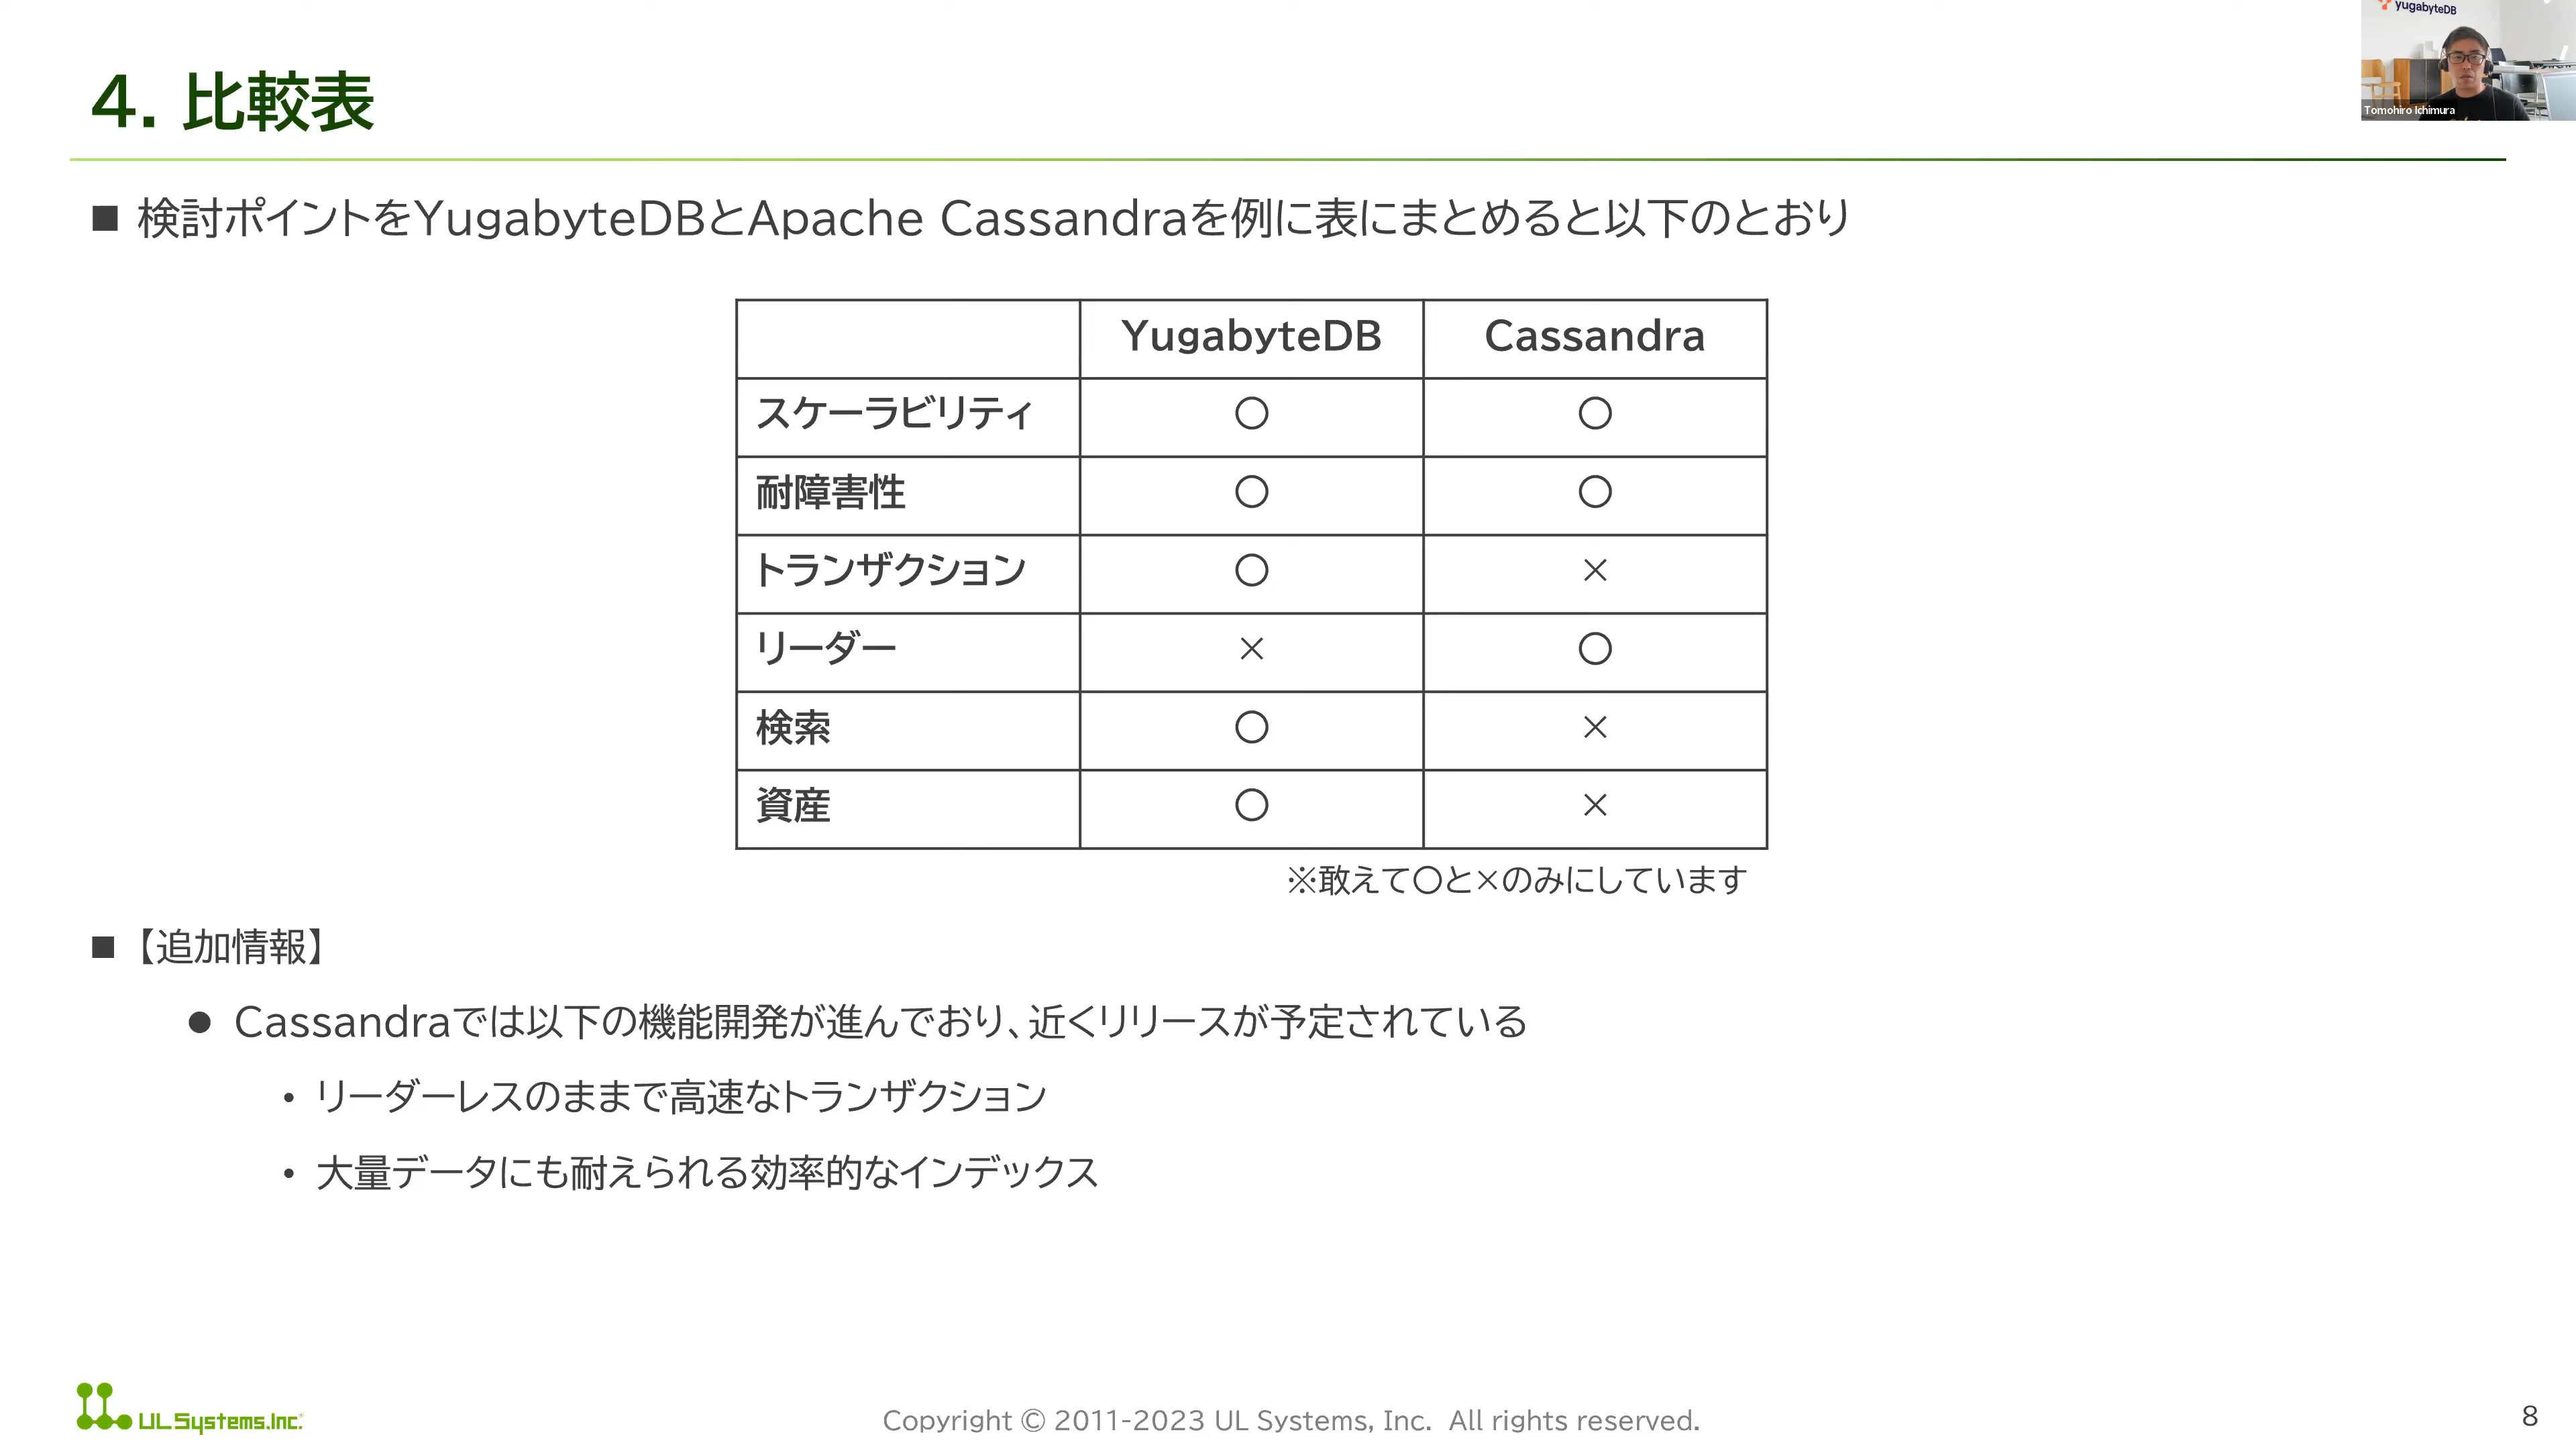 yugabyteDB
Tomohiro Ichimura
4. 比較表
■ 検討ポイントをYugabyteDBとApache Cassandraを例に表にまとめると以下のとおり
YugabyteDB Cassandra
スケーラビリティ ○ ○
耐障害性 ○ ○
トランザクション ○ ×
リーダー × ○
検索 ○ ×
資産 ○ ×
※敢えて○と×のみにしています
■【追加情報】
● Cassandraでは以下の機能開発が進んでおり、近くリリースが予定されている
• リーダーレスのままで高速なトランザクション
• 大量データにも耐えられる効率的なインデックス
UL Systems,Inc.
Copyright © 2011-2023 UL Systems, Inc. All rights reserved.
8